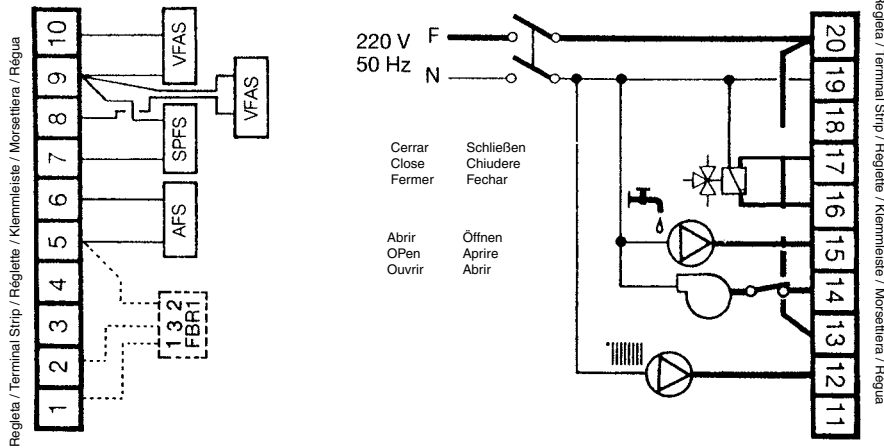 Regleta / Terminal Strip / Réglette / Klemmleiste / Morsettiera / Régua
10
9
8
7
6
5
4
3
2
1
VFAS
VFAS
SPFS
AFS
1 3 2
FBR1
220 V F
50 Hz N
Cerrar Schließen
Close Chiudere
Fermer Fechar
Abrir Öffnen
OPen Aprire
Ouvrir Abrir
20
19
18
17
16
15
14
13
12
11
Regleta / Terminal Strip / Réglette / Klemmleiste / Morsettiera / Régua